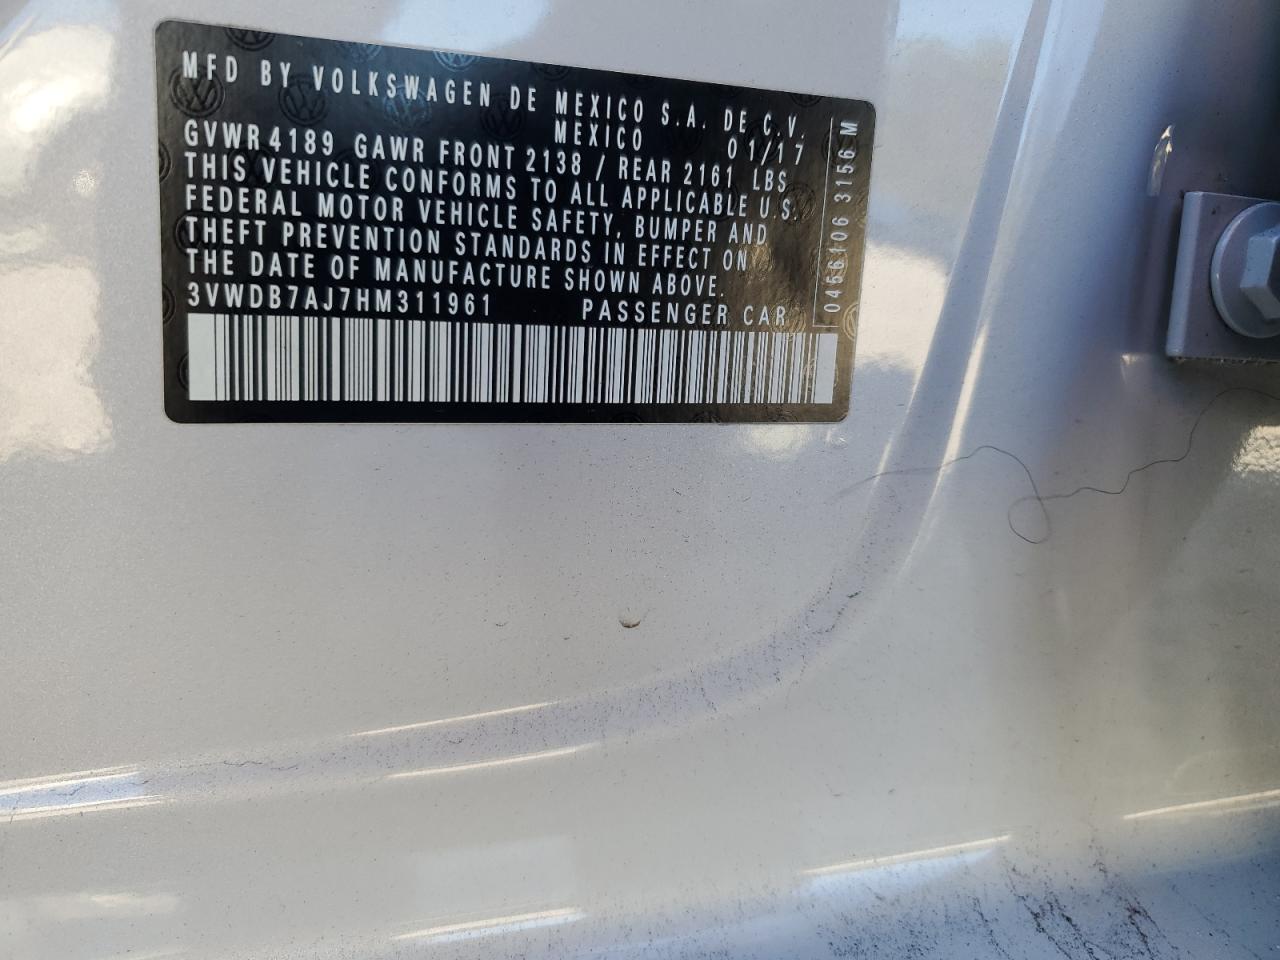 MFD BY VOLKSWAGEN DE MEXICO S.A. DE C.V.
MEXICO 01/17
GVWR 4189 GAWR FRONT 2138 / REAR 2161 LBS
THIS VEHICLE CONFORMS TO ALL APPLICABLE U.S.
FEDERAL MOTOR VEHICLE SAFETY, BUMPER AND
THEFT PREVENTION STANDARDS IN EFFECT ON
THE DATE OF MANUFACTURE SHOWN ABOVE.
3VWDB7AJ7HM311961 PASSENGER CAR
0456106 3156 M